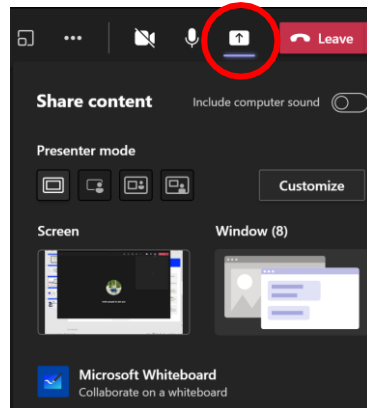 Leave
Share content
Include computer sound
Presenter mode
Customize
Screen
Window (8)
Microsoft Whiteboard
Collaborate on a whiteboard